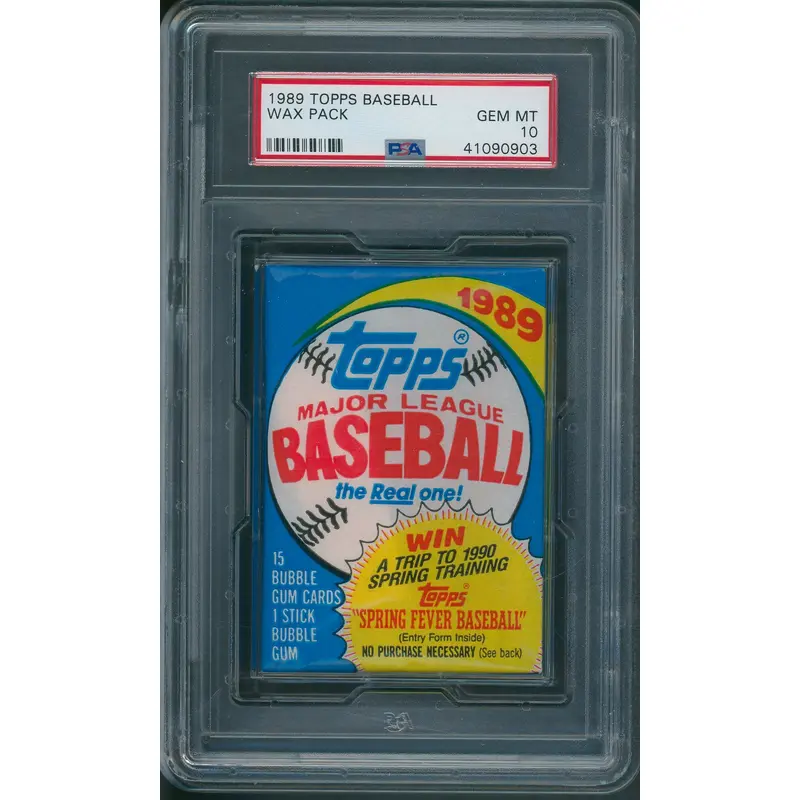 1989 TOPPS BASEBALL
WAX PACK
GEM MT
10
PSA
41090903
1989
Topps®
MAJOR LEAGUE
BASEBALL
the Real one!
15
BUBBLE
GUM CARDS
1 STICK
BUBBLE
GUM
WIN
A TRIP TO 1990
SPRING TRAINING
Topps®
"SPRING FEVER BASEBALL"
(Entry Form Inside)
NO PURCHASE NECESSARY (See back)